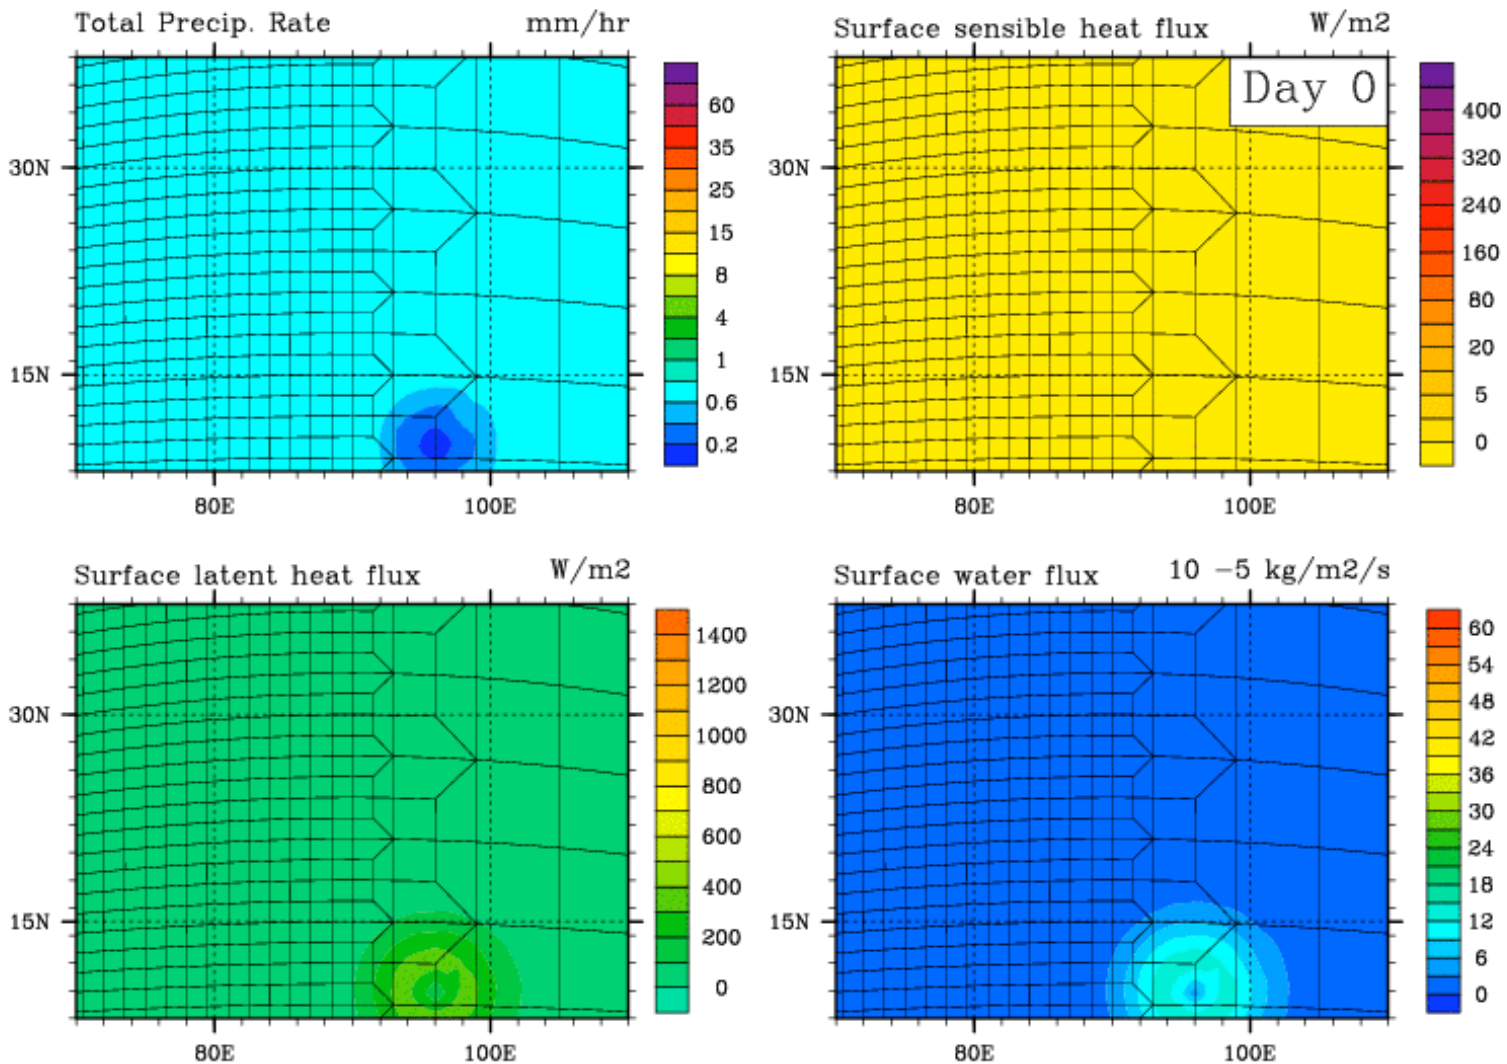 Total Precip. Rate mm/hr
60
35
25
15
8
4
1
0.6
0.2
30N
15N
80E 100E
Surface sensible heat flux W/m2
Day 0
400
320
240
160
80
20
5
0
30N
15N
80E 100E
Surface latent heat flux W/m2
1400
1200
1000
800
600
400
200
0
30N
15N
80E 100E
Surface water flux 10 −5 kg/m2/s
60
54
48
42
36
30
24
18
12
6
0
30N
15N
80E 100E